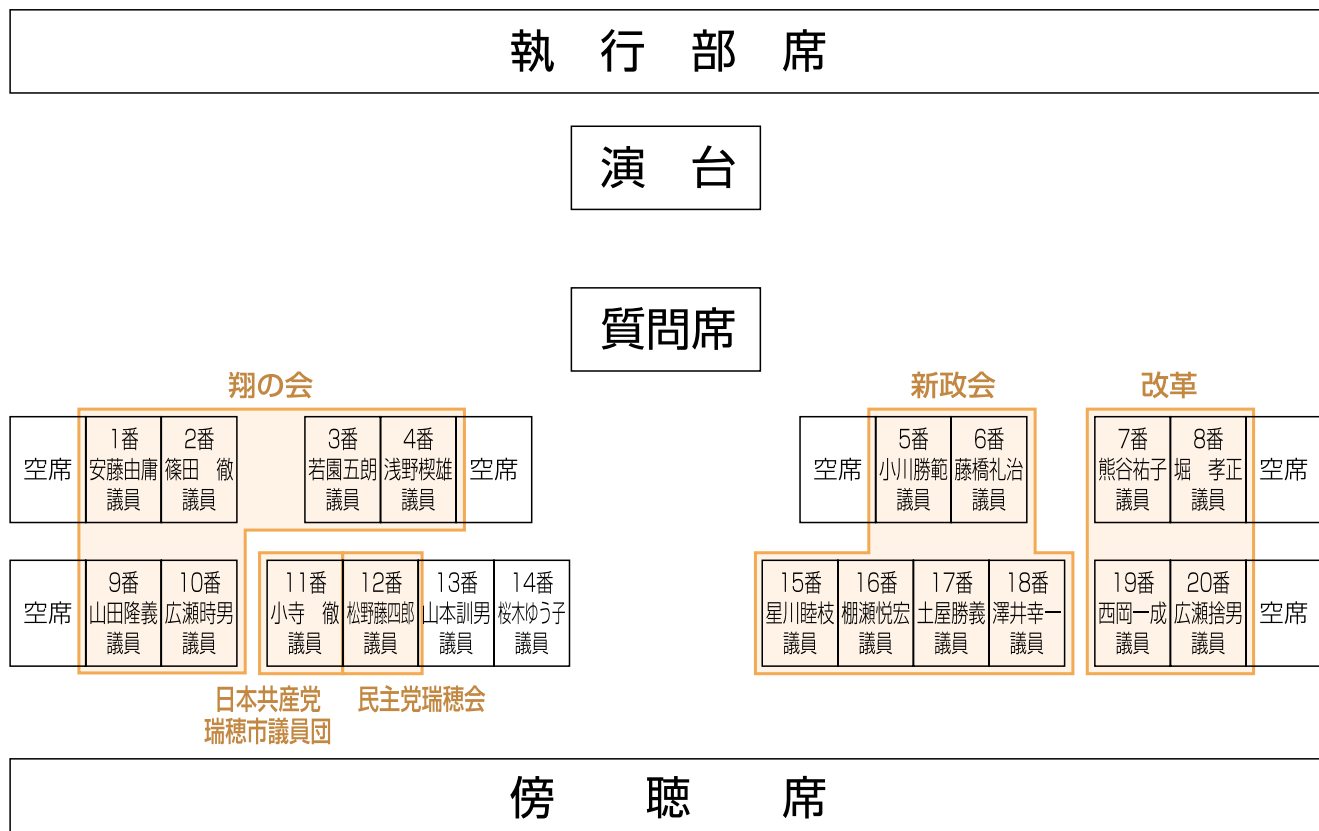 執行部席
演台
質問席
翔の会
新政会
改革
空席
1番
安藤由庸
議員
2番
篠田　徹
議員
3番
若園五朗
議員
4番
浅野楔雄
議員
空席
空席
5番
小川勝範
議員
6番
藤橋礼治
議員
7番
熊谷祐子
議員
8番
堀　孝正
議員
空席
空席
9番
山田隆義
議員
10番
広瀬時男
議員
11番
小寺　徹
議員
12番
松野藤四郎
議員
13番
山本訓男
議員
14番
桜木ゆう子
議員
15番
星川睦枝
議員
16番
棚瀬悦宏
議員
17番
土屋勝義
議員
18番
澤井幸一
議員
19番
西岡一成
議員
20番
広瀬捨男
議員
空席
日本共産党
瑞穂市議員団
民主党瑞穂会
傍聴席